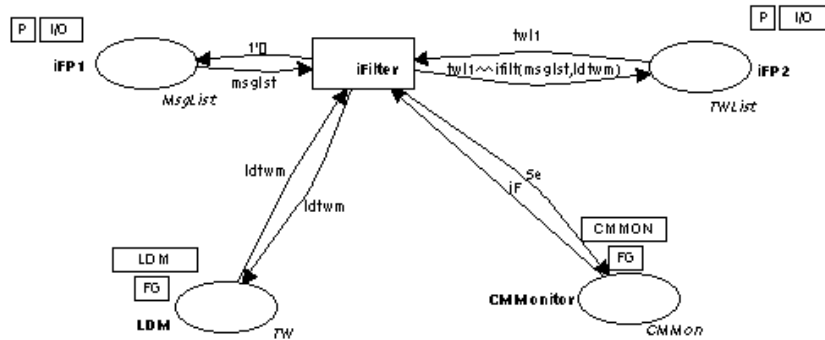 P I/O
P I/O
twl1
1`[]
iFP1
iFilter
twl1^^ifilt(msglst,ldtwm)
iFP2
msglst
MsgList
TWList
ldtwm
Se
iF
ldtwm
CMMON
LDM
FG
FG
CMMonitor
LDM
TW
CMMon